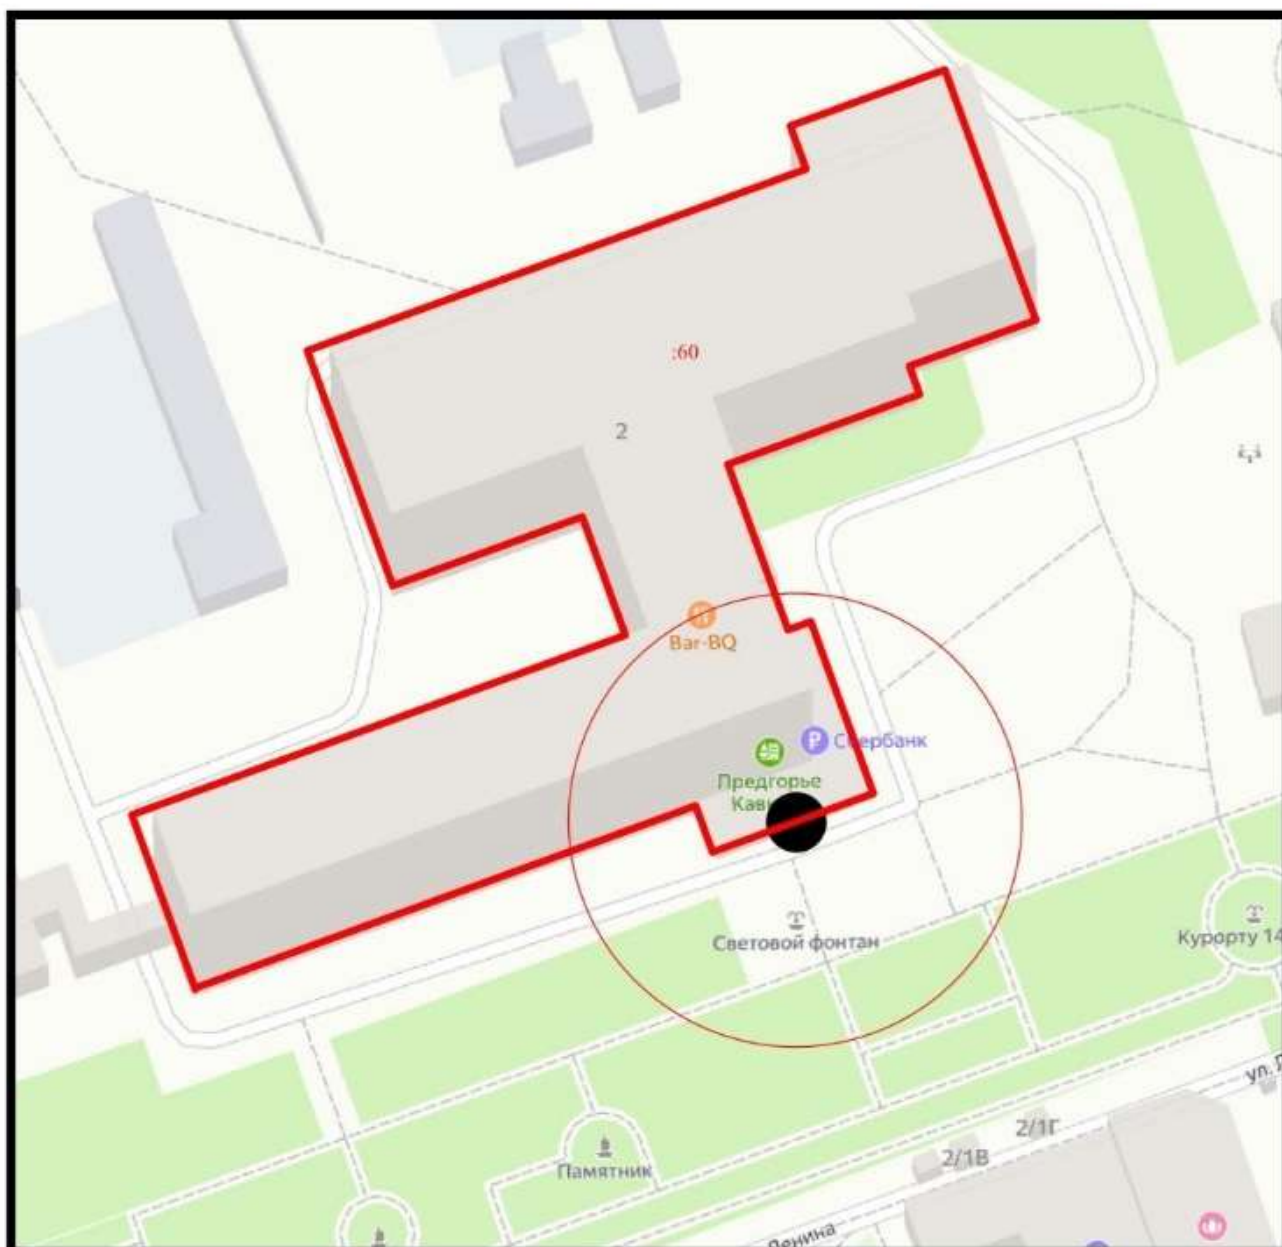 :60
2
Bar-BQ
Сбербанк
Предгорье
Кав
Световой фонтан
Курорту 14
ул. Л
2/1Г
2/1В
Памятник
Ленина